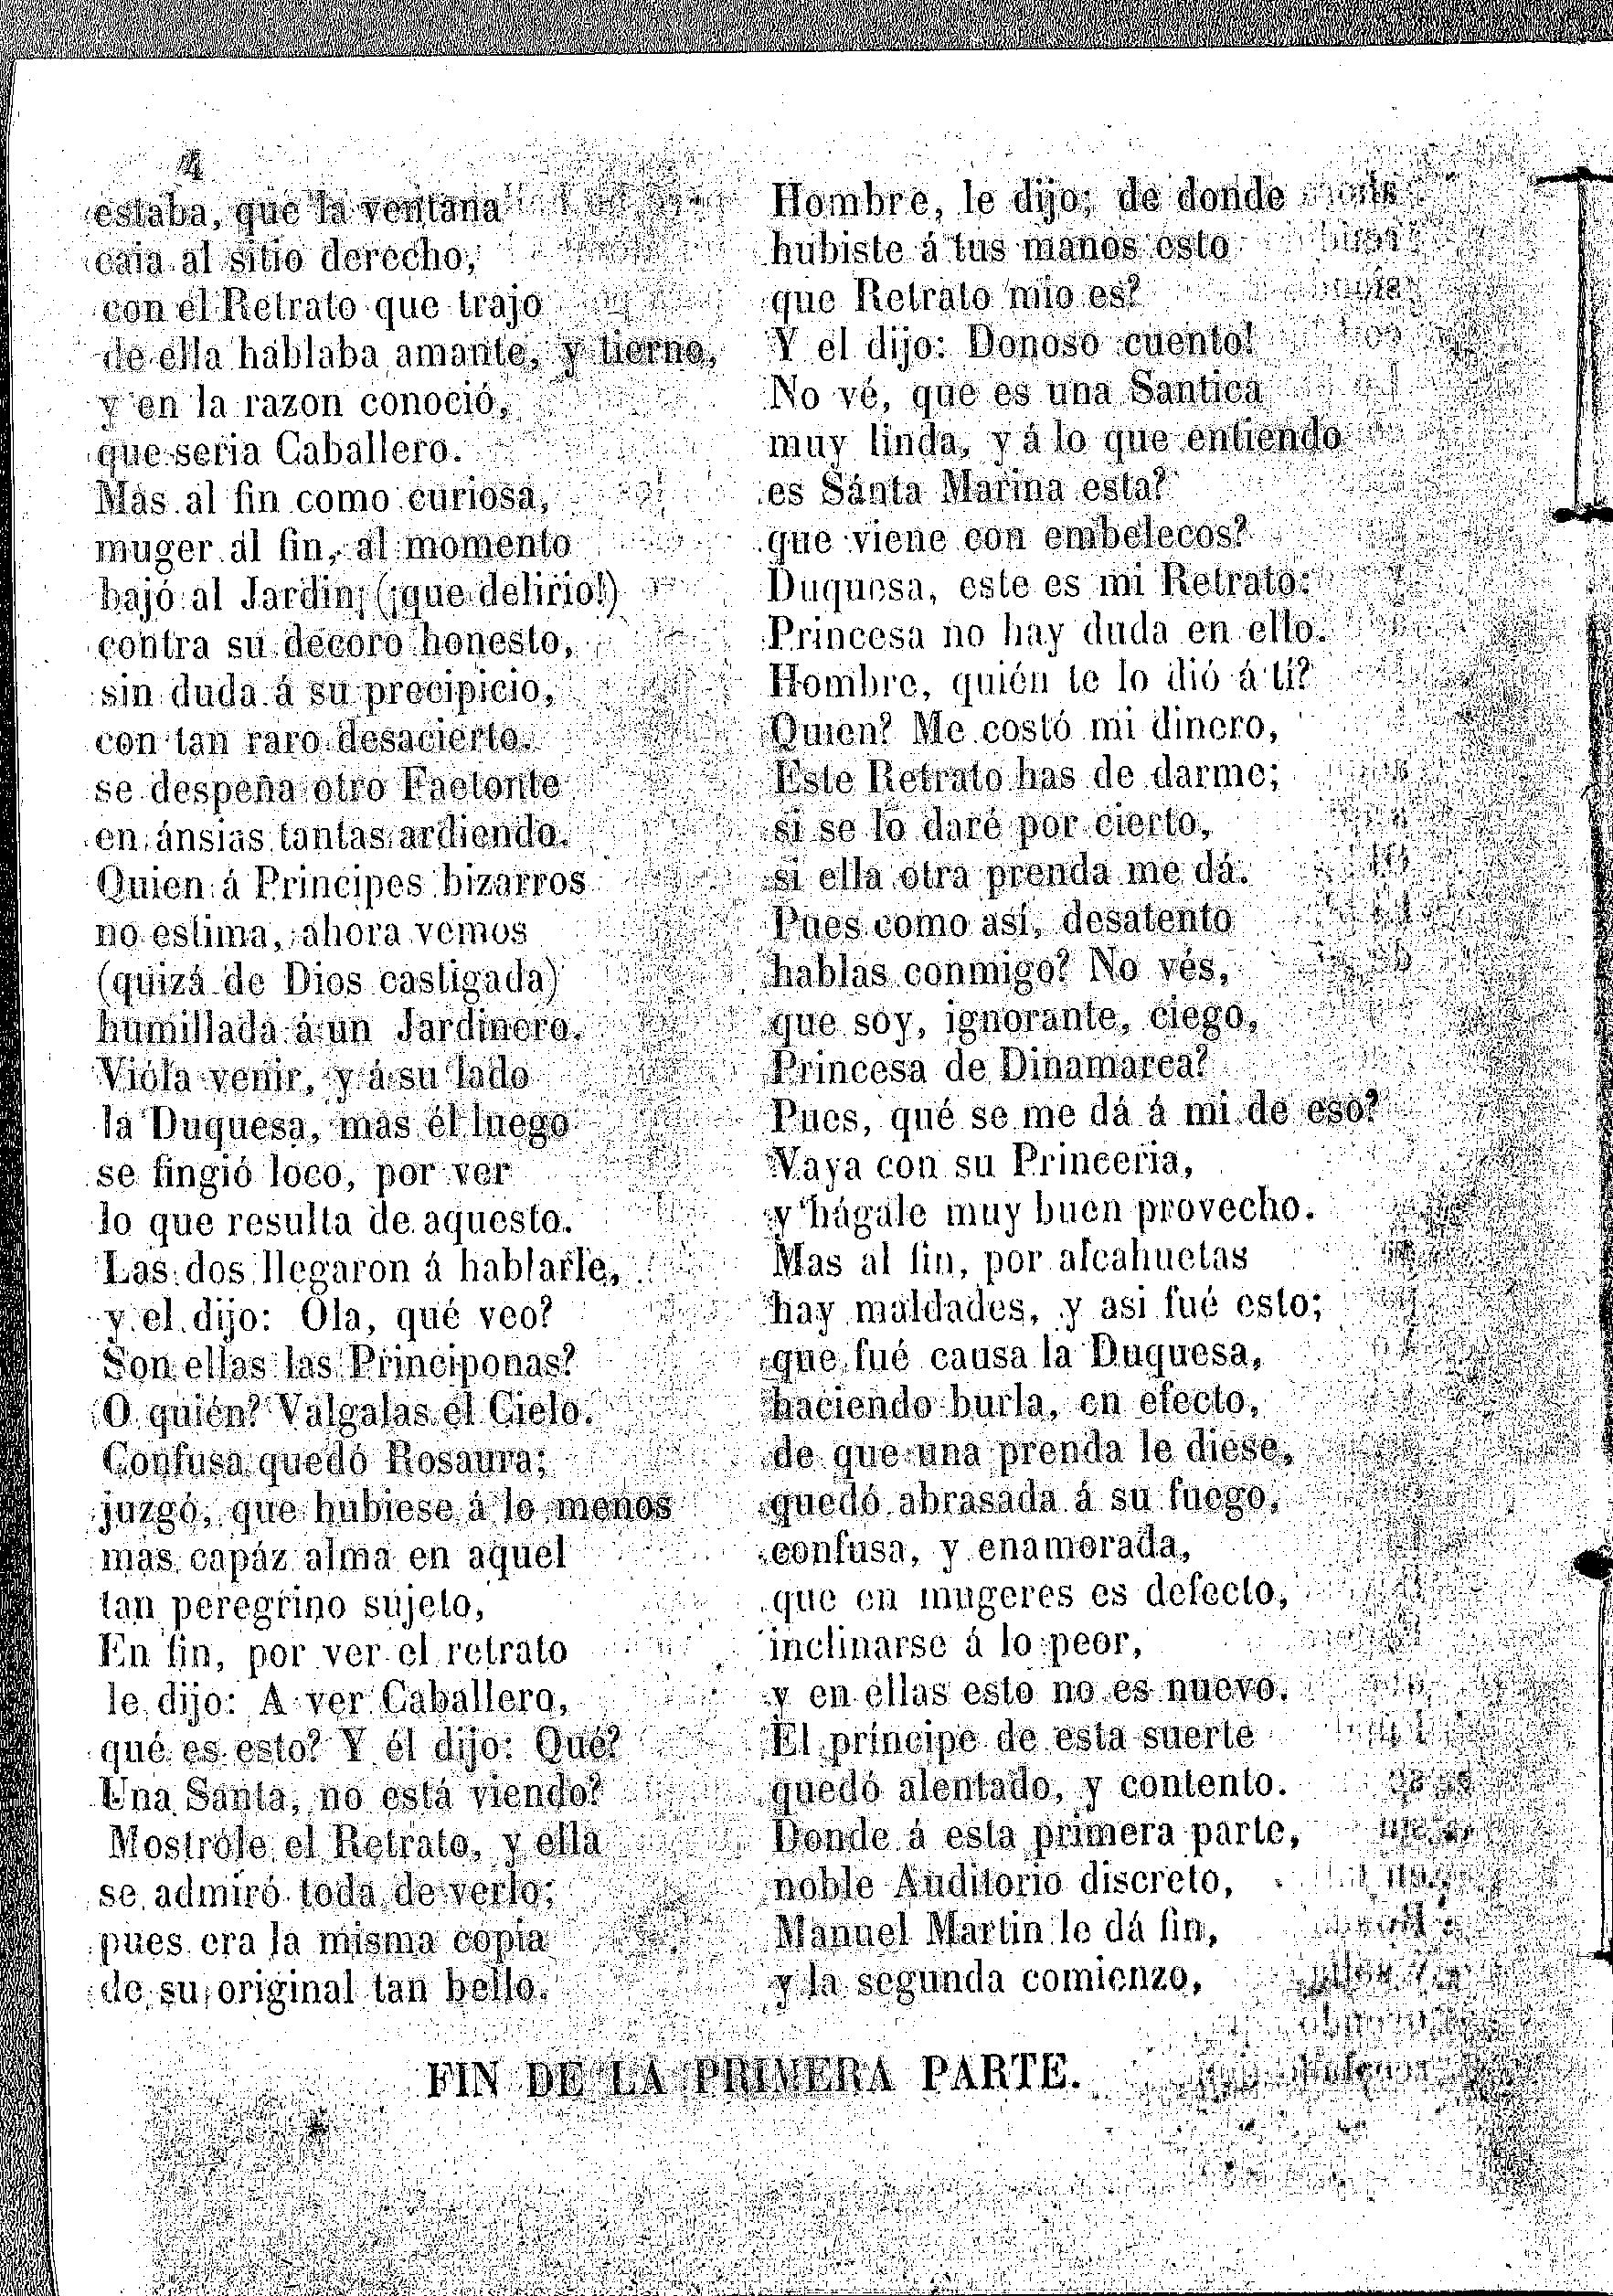 4
estaba, que la ventana
caia al sitio derecho,
con el Retrato que trajo
de ella hablaba amante, y tierno,
y en la razon conoció,
que seria Caballero.
Mas al fin como curiosa,
muger al fin, al momento
bajó al Jardin, (¡que delirio!)
contra su decoro honesto,
sin duda á su precipicio,
con tan raro desacierto.
se despeña otro Faetonte
en ánsias tantas ardiendo.
Quien á Principes bizarros
no estima, ahora vemos
(quizá de Dios castigada)
humillada á un Jardinero.
Vióla venir, y á su lado
la Duquesa, mas él luego
se fingió loco, por ver
lo que resulta de aquesto.
Las dos llegaron á hablarle,
y el dijo: Ola, qué veo?
Son ellas las Principonas?
O quién? Valgalas el Cielo.
Confusa quedó Rosaura;
juzgó, que hubiese á lo menos
mas capáz alma en aquel
tan peregrino sujeto,
En fin, por ver el retrato
le dijo: A ver Caballero,
qué es esto? Y él dijo: Qué?
Una Santa, no está viendo?
Mostróle el Retrato, y ella
se admiró toda de verlo;
pues era la misma copia
de su original tan bello.
Hombre, le dijo; de donde
hubiste á tus manos esto
que Retrato mio es?
Y el dijo: Donoso cuento!
No vé, que es una Santica
muy linda, y á lo que entiendo
es Santa Marina esta?
que viene con embelecos?
Duquesa, este es mi Retrato:
Princesa no hay duda en ello.
Hombre, quién te lo dió á tí?
Quien? Me costó mi dinero,
Este Retrato has de darme;
si se lo daré por cierto,
si ella otra prenda me dá.
Pues como así, desatento
hablas conmigo? No vés,
que soy, ignorante, ciego,
Princesa de Dinamarca?
Pues, qué se me dá á mi de eso?
Vaya con su Princeria,
y hágale muy buen provecho.
Mas al fin, por alcahuetas
hay maldades, y asi fué esto;
que fué causa la Duquesa,
haciendo burla, en efecto,
de que una prenda le diese,
quedó abrasada á su fuego,
confusa, y enamorada,
que en mugeres es defecto,
inclinarse á lo peor,
y en ellas esto no es nuevo.
El príncipe de esta suerte
quedó alentado, y contento.
Donde á esta primera parte,
noble Auditorio discreto,
Manuel Martin le dá fin,
y la segunda comienzo,
FIN DE LA PRIMERA PARTE.